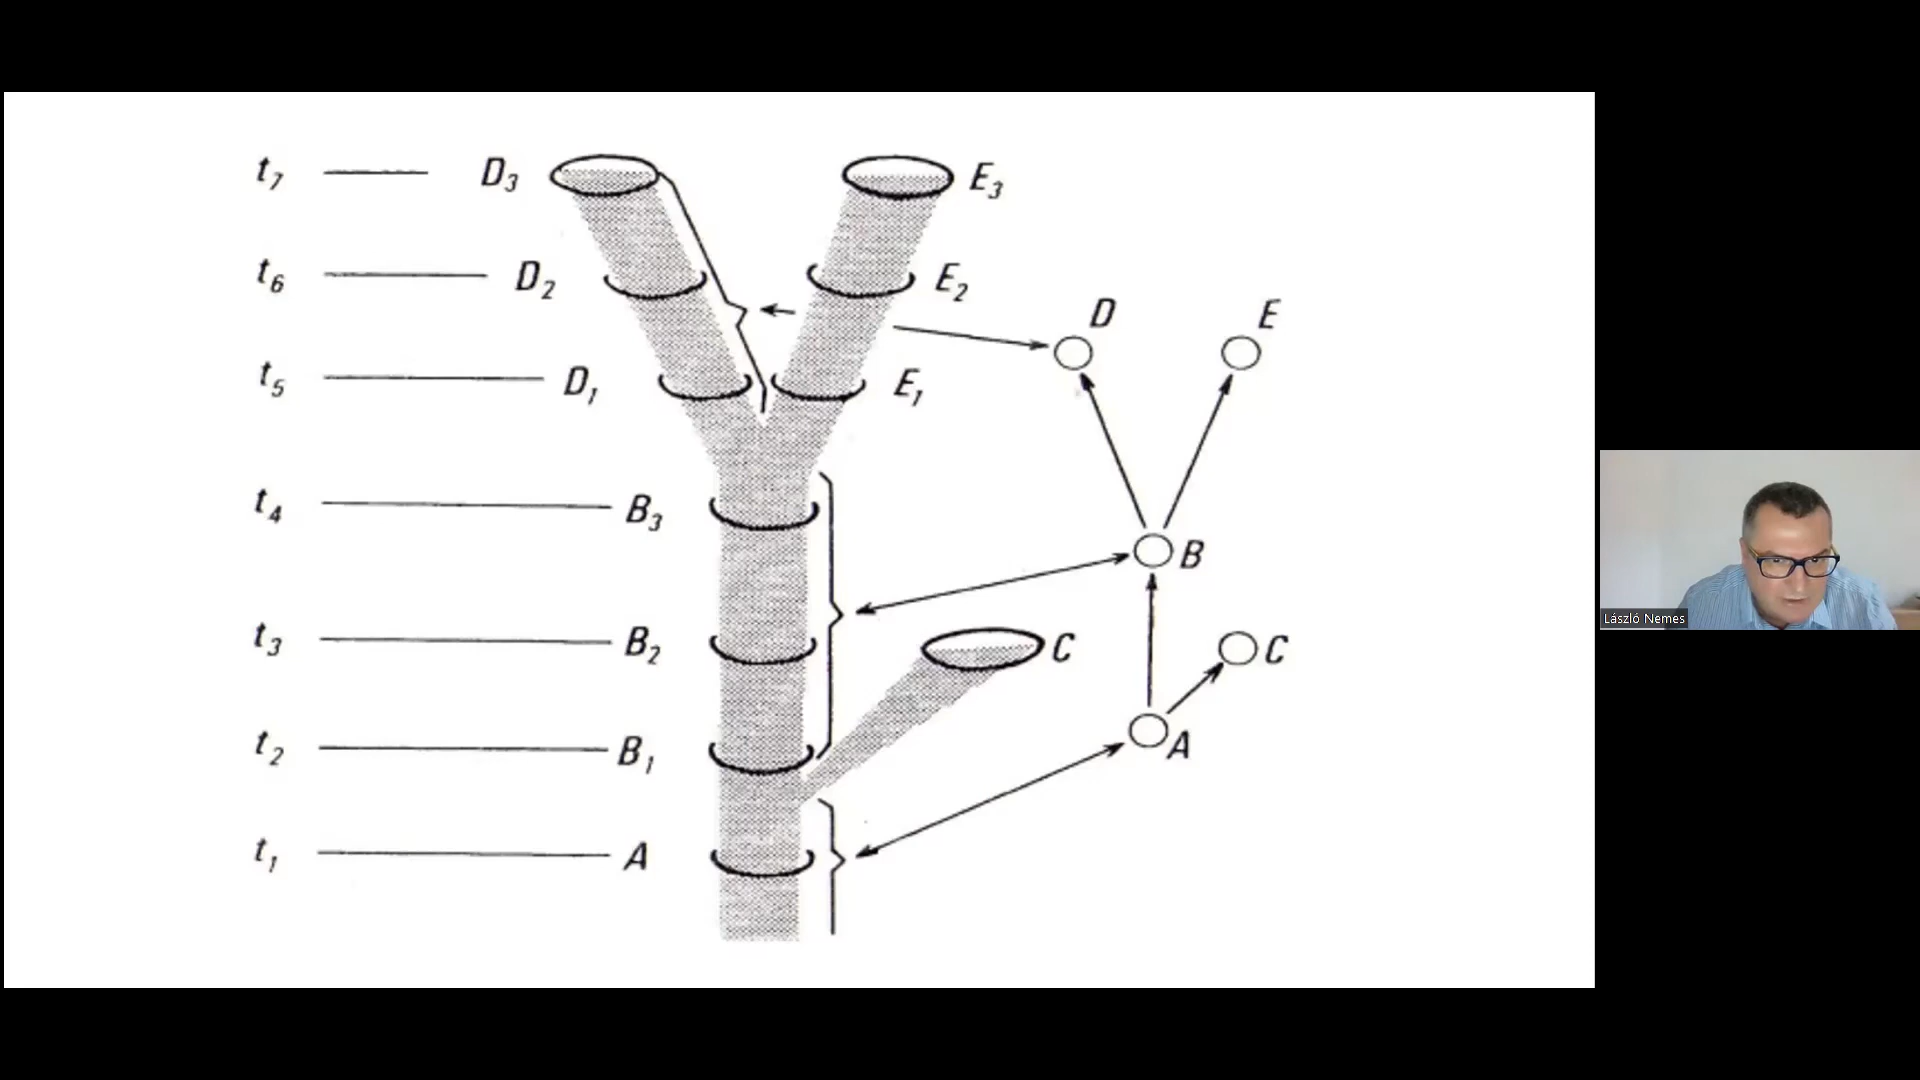 t₇ D₃ E₃
t₆ D₂ E₂
D E
t₅ D₁ E₁
t₄ B₃
B
t₃ B₂ C C
t₂ B₁ A
t₁ A
László Nemes